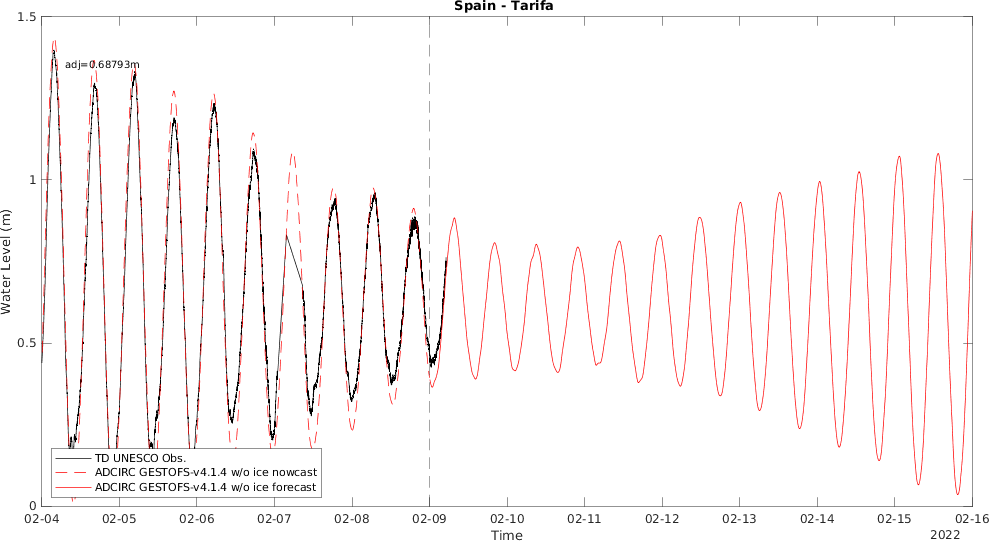 Spain - Tarifa
1.5
1
0.5
0
Water Level (m)
adj=0.68793m
TD UNESCO Obs.
ADCIRC GESTOFS-v4.1.4 w/o ice nowcast
ADCIRC GESTOFS-v4.1.4 w/o ice forecast
02-04 02-05 02-06 02-07 02-08 02-09 02-10 02-11 02-12 02-13 02-14 02-15 02-16
Time
2022